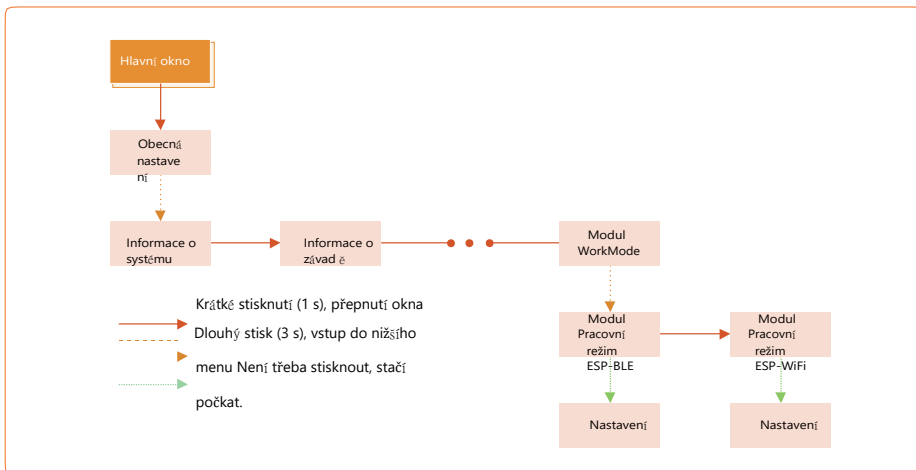 Hlavní okno
Obecná
nastave
ní
Informace o
systému
Informace o
závad ě
Modul
WorkMode
Krátké stisknutí (1 s), přepnutí okna
Dlouhý stisk (3 s), vstup do nižšího
menu Není třeba stisknout, stačí
počkat.
Modul
Pracovní
režim
ESP-BLE
Modul
Pracovní
režim
ESP-WiFi
Nastavení
Nastavení